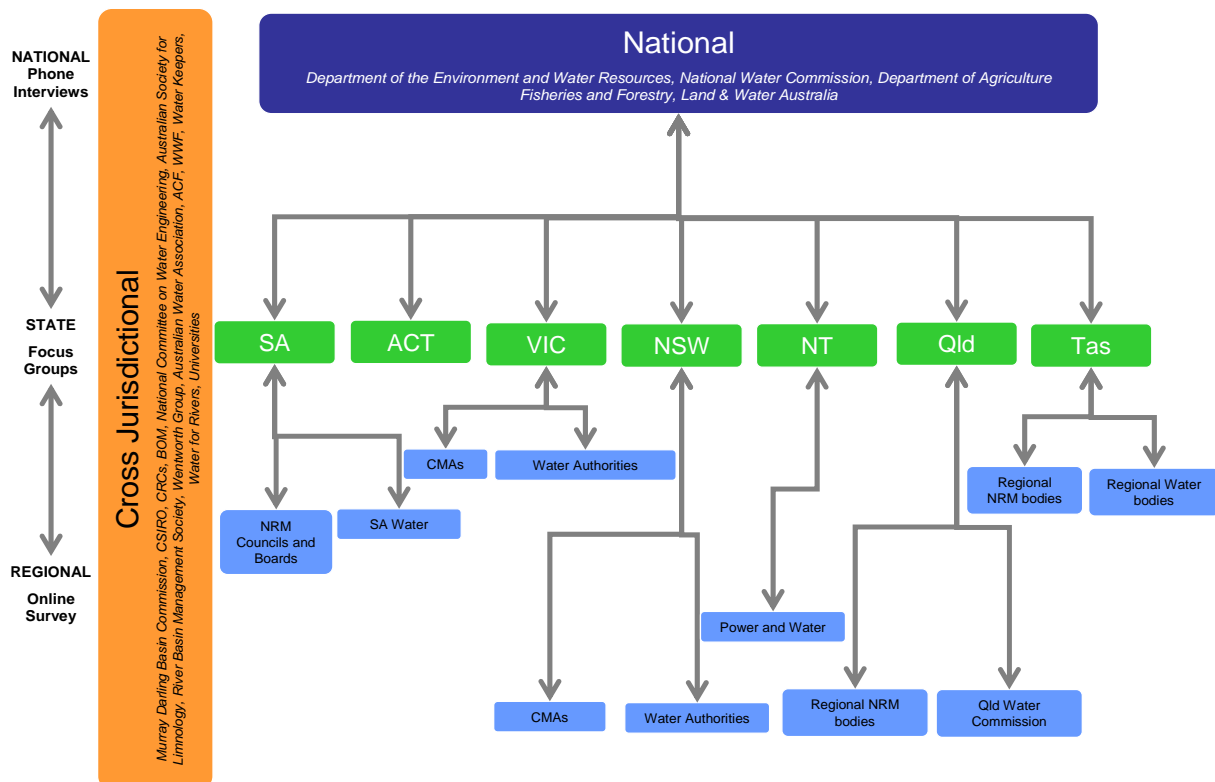 NATIONAL
Phone
Interviews
STATE
Focus
Groups
REGIONAL
Online
Survey
Cross Jurisdictional
Murray Darling Basin Commission, CSIRO, CRCs, BOM, National Committee on Water Engineering, Australian Society for
Limnology, River Basin Management Society, Wentworth Group, Australian Water Association, ACF, WWF, Water Keepers,
Water for Rivers, Universities
National
Department of the Environment and Water Resources, National Water Commission, Department of Agriculture
Fisheries and Forestry, Land & Water Australia
SA
ACT
VIC
NSW
NT
Qld
Tas
CMAs
Water Authorities
Regional
NRM bodies
Regional Water
bodies
NRM
Councils and
Boards
SA Water
Power and Water
CMAs
Water Authorities
Regional NRM
bodies
Qld Water
Commission